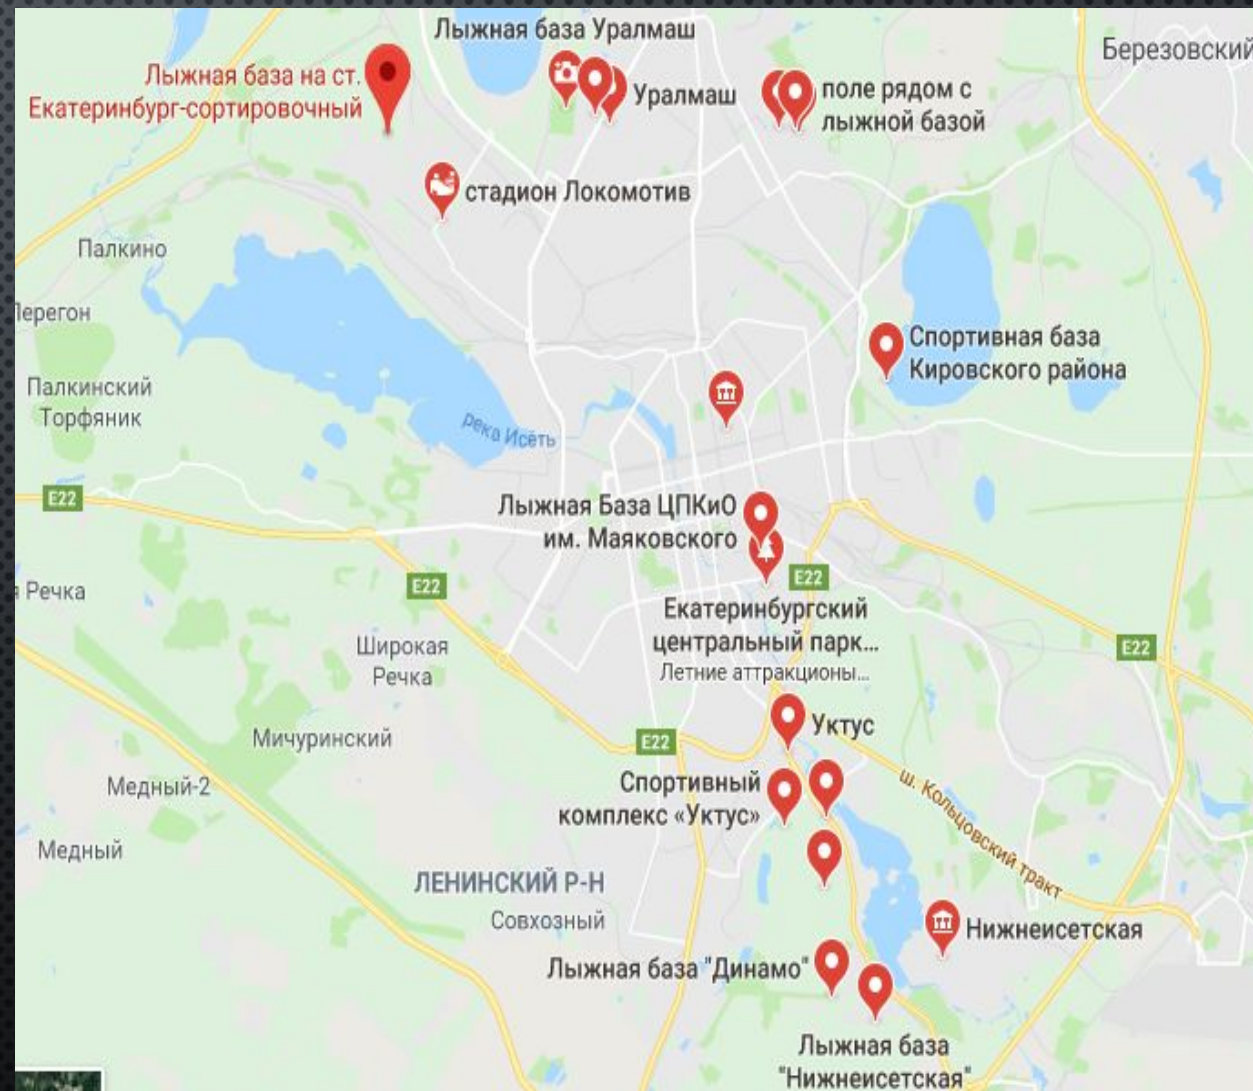 Лыжная база Уралмаш
Березовский
Лыжная база на ст.
Екатеринбург-сортировочный
Уралмаш
поле рядом с
лыжной базой
стадион Локомотив
Палкино
Перегон
Спортивная база
Кировского района
Палкинский
Торфяник
река Исеть
E22
Лыжная База ЦПКиО
им. Маяковского
E22
E22
Речка
Екатеринбургский
центральный парк...
Летние аттракционы...
E22
Широкая
Речка
Уктус
Мичуринский
E22
Спортивный
комплекс «Уктус»
Медный-2
ш. Кольцовский тракт
Медный
ЛЕНИНСКИЙ Р-Н
Совхозный
Нижнеисетская
Лыжная база "Динамо"
Лыжная база
"Нижнеисетская"